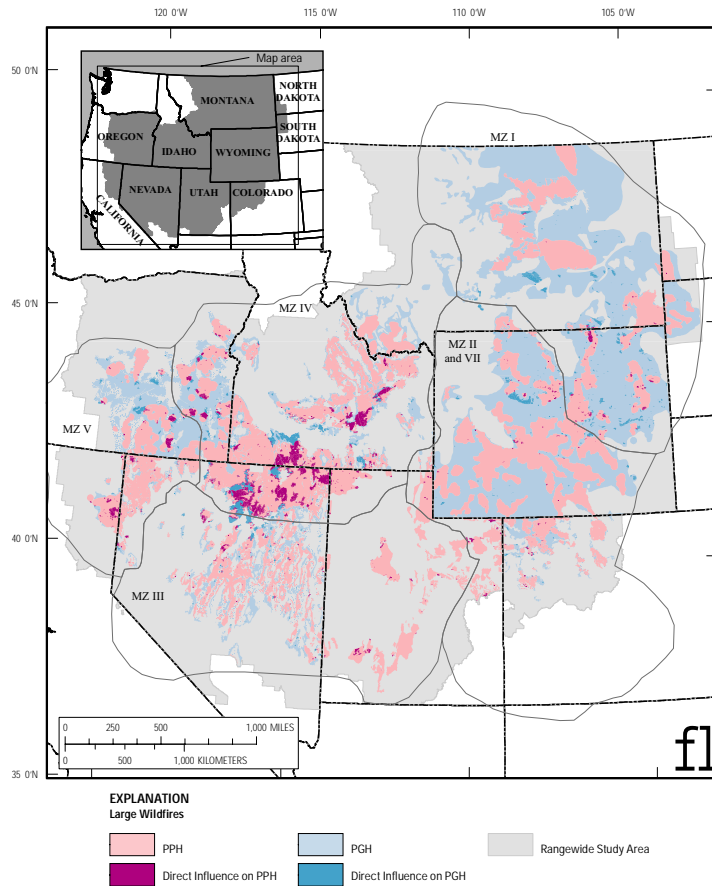 120 0'W
115 0'W
110 0'W
105 0'W
50 0'N
45 0'N
40 0'N
35 0'N
Map area
NORTH
DAKOTA
MONTANA
SOUTH
DAKOTA
OREGON
IDAHO
WYOMING
NEVADA
UTAH
COLORADO
CALIFORNIA
MZ I
MZ IV
MZ II
and VII
MZ V
MZ III
0 250 500 1,000 MILES
0 500 1,000 KILOMETERS
fl
EXPLANATION
Large Wildfires
PPH
PGH
Rangewide Study Area
Direct Influence on PPH
Direct Influence on PGH